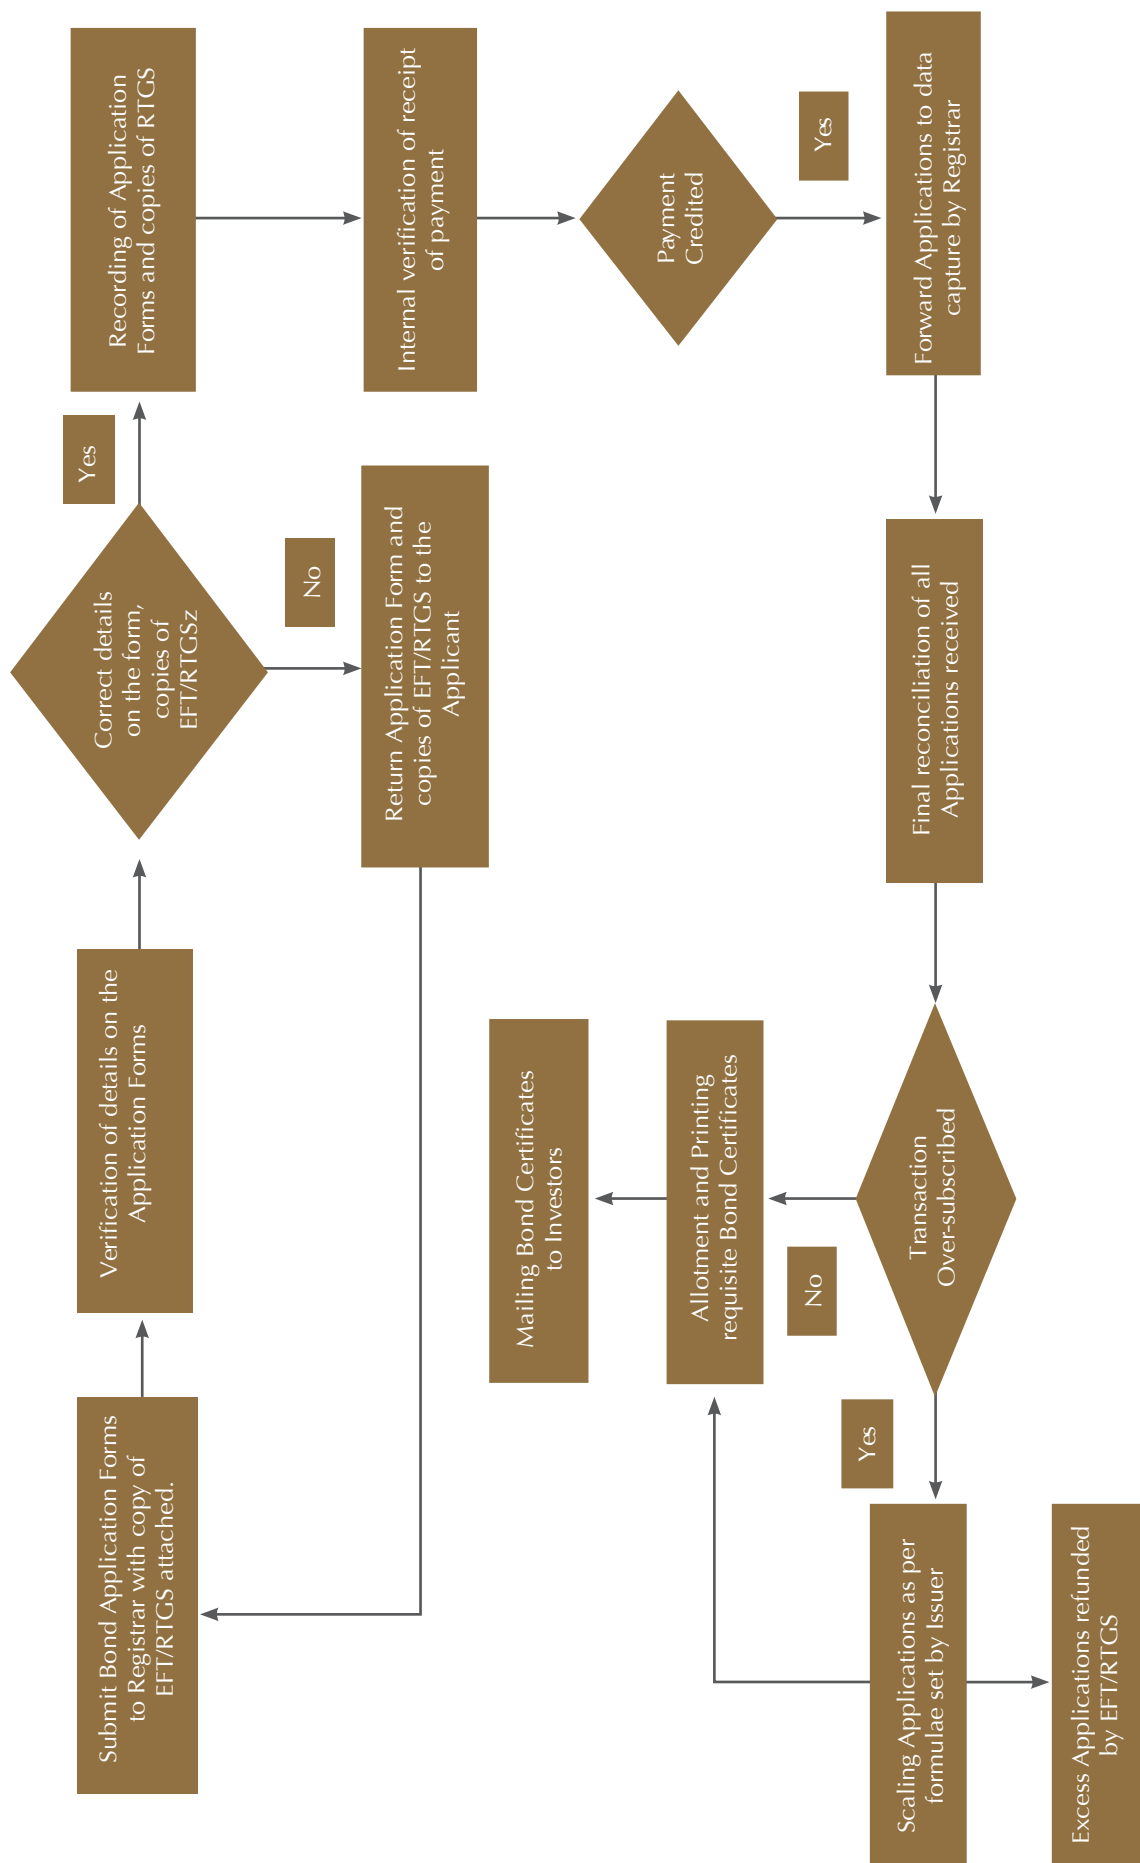 Submit Bond Application Forms
to Registrar with copy of
EFT/RTGS attached.
Verification of details on the
Application Forms
Correct details
on the form,
copies of
EFT/RTGSz
Yes
Recording of Application
Forms and copies of RTGS
No
Return Application Form and
copies of EFT/RTGS to the
Applicant
Internal verification of receipt
of payment
Payment
Credited
Yes
Forward Applications to data
capture by Registrar
Final reconciliation of all
Applications received
Transaction
Over-subscribed
No
Allotment and Printing
requisite Bond Certificates
Mailing Bond Certificates
to Investors
Yes
Scaling Applications as per
formulae set by Issuer
Excess Applications refunded
by EFT/RTGS